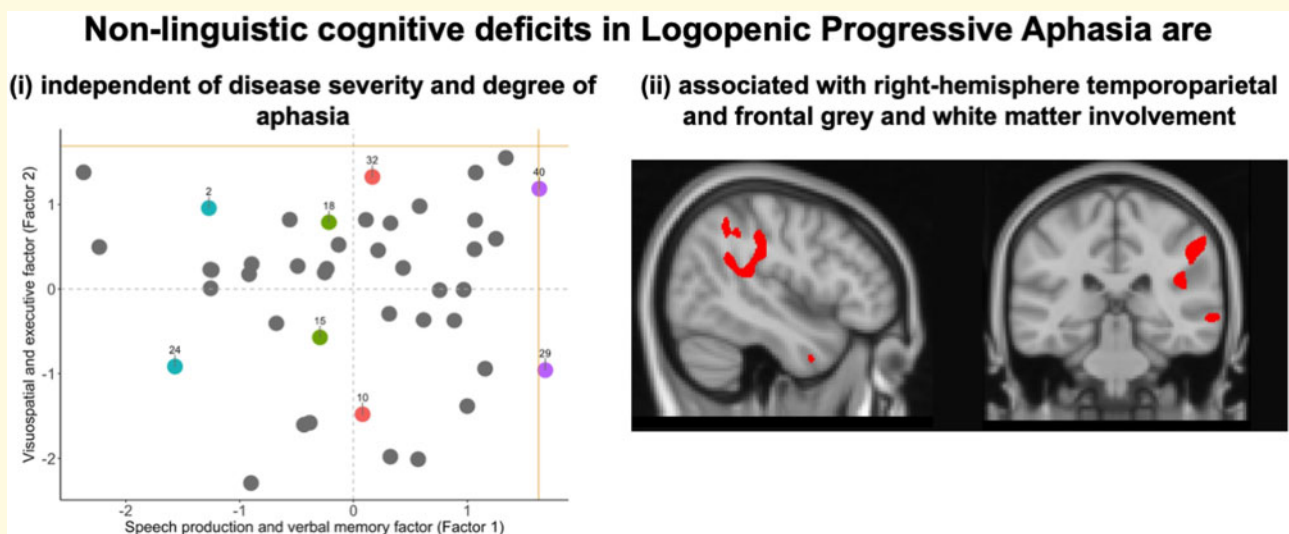 Non-linguistic cognitive deficits in Logopenic Progressive Aphasia are
(i) independent of disease severity and degree of
aphasia
(ii) associated with right-hemisphere temporoparietal
and frontal grey and white matter involvement
Visuospatial and executive factor (Factor 2)
1
0
-1
-2
2
18
32
40
15
24
10
29
-2
-1
0
1
Speech production and verbal memory factor (Factor 1)